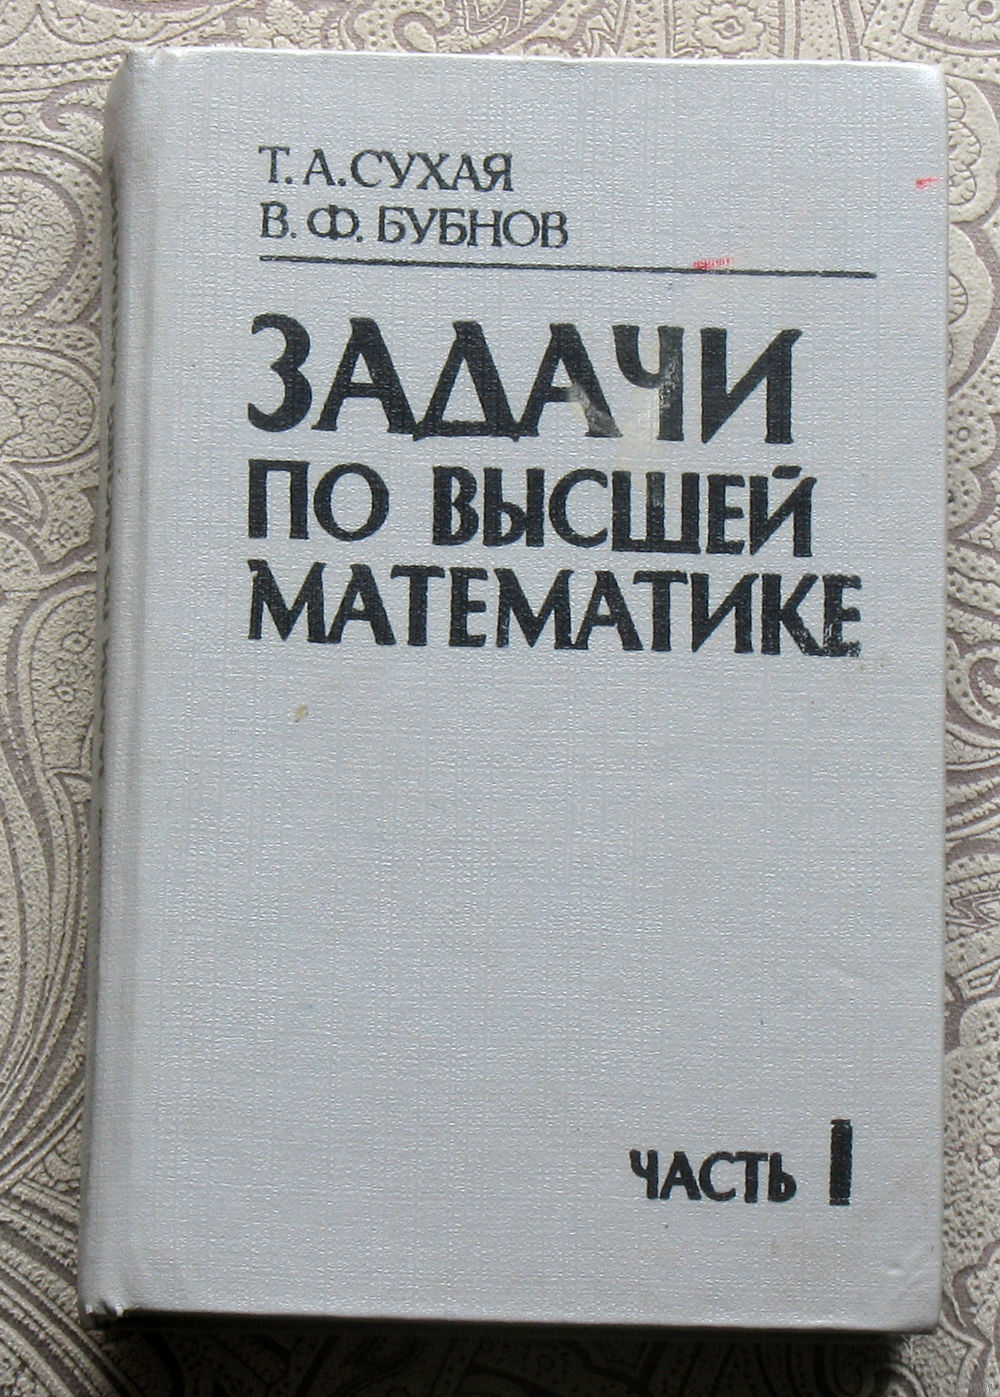 Т. А. СУХАЯ
В. Ф. БУБНОВ
ЗАДАЧИ
ПО ВЫСШЕЙ
МАТЕМАТИКЕ
ЧАСТЬ I